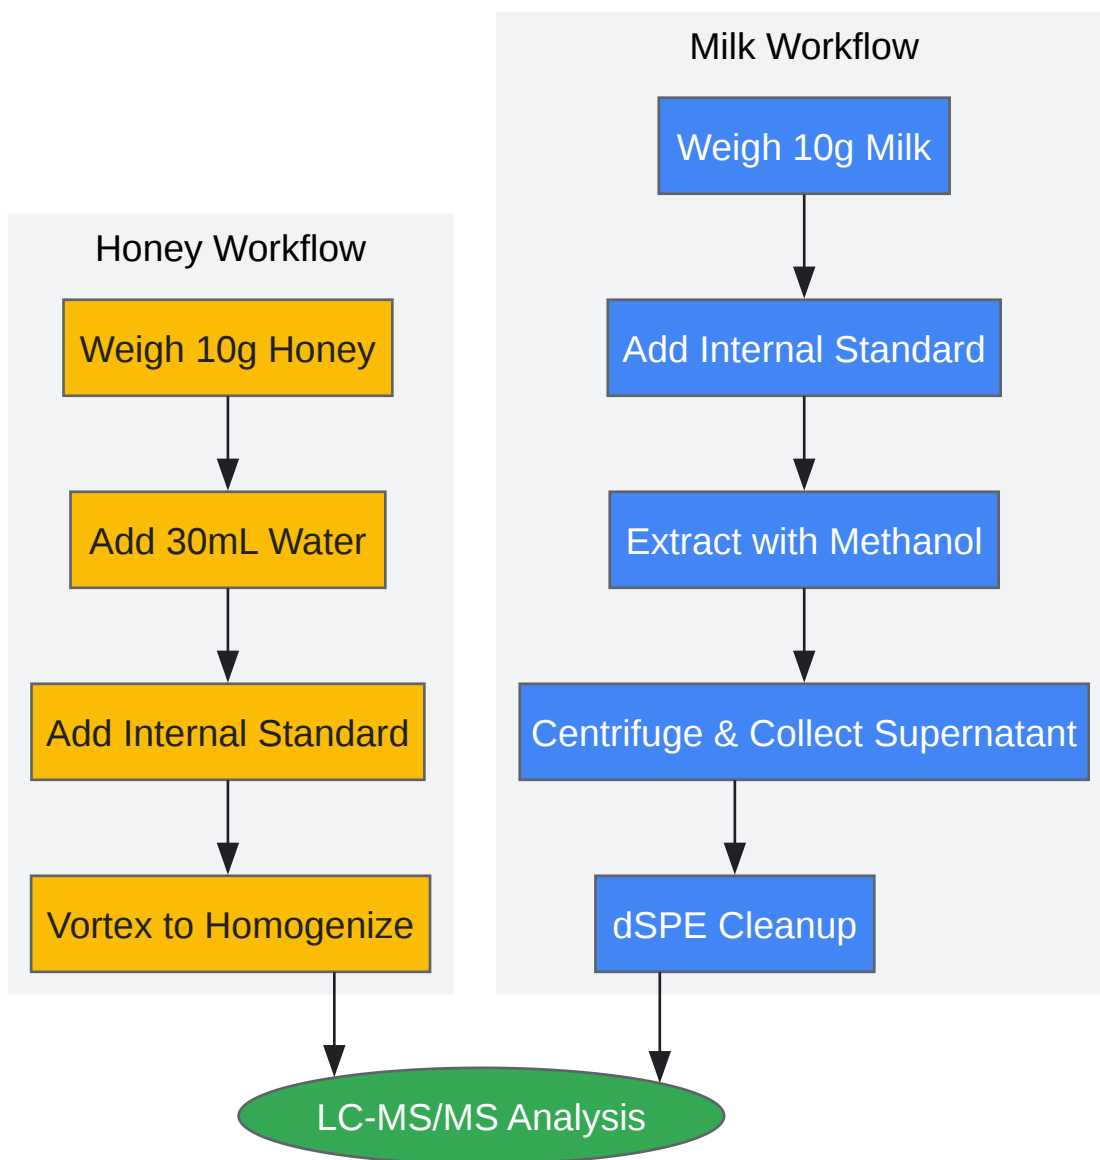 Honey Workflow
Weigh 10g Honey
Add 30mL Water
Add Internal Standard
Vortex to Homogenize
Milk Workflow
Weigh 10g Milk
Add Internal Standard
Extract with Methanol
Centrifuge & Collect Supernatant
dSPE Cleanup
LC-MS/MS Analysis